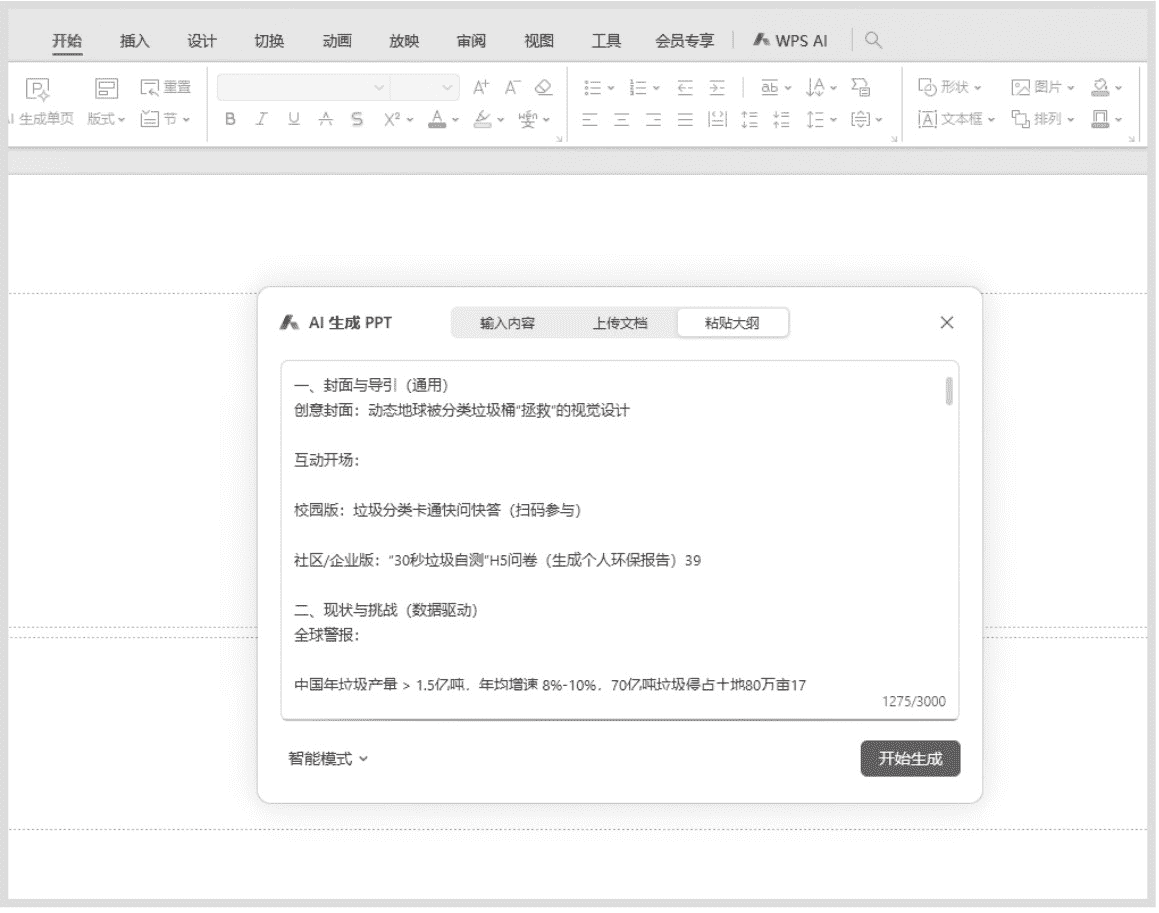 开始 插入 设计 切换 动画 放映 审阅 视图 工具 会员专享 WPS AI
重置 A+ A- ab A 形状 图片
生成单页 版式 节 B I U A S X² A 文本框 排列
AI 生成 PPT 输入内容 上传文档 粘贴大纲
一、封面与导引（通用）
创意封面：动态地球被分类垃圾桶"拯救"的视觉设计
互动开场：
校园版：垃圾分类卡通快问快答（扫码参与）
社区/企业版："30秒垃圾自测"H5问卷（生成个人环保报告）39
二、现状与挑战（数据驱动）
全球警报：
中国年垃圾产量 > 1.5亿吨，年均增速 8%-10%，70亿吨垃圾侵占土地80万亩17
1275/3000
智能模式 开始生成